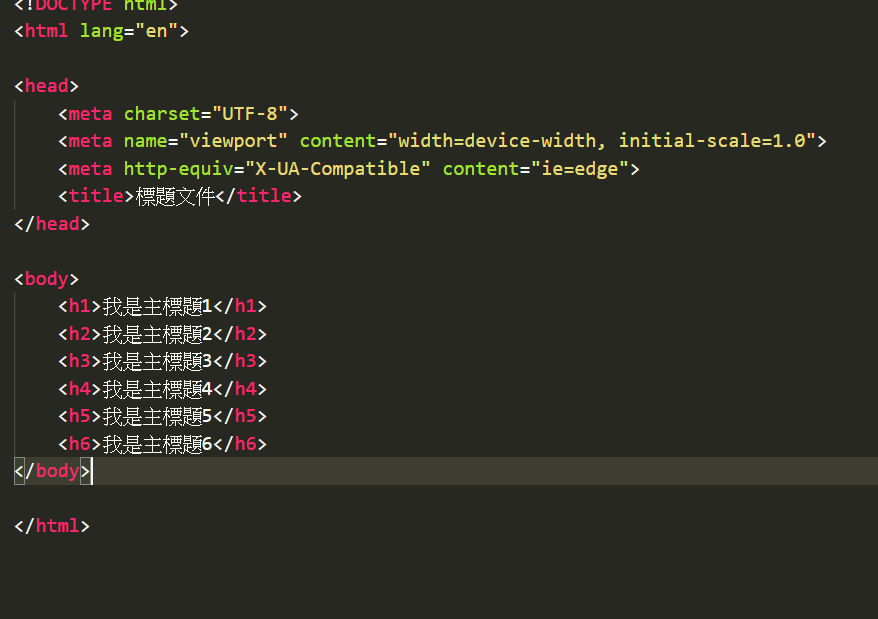 <!DOCTYPE html>
<html lang="en">
<head>
<meta charset="UTF-8">
<meta name="viewport" content="width=device-width, initial-scale=1.0">
<meta http-equiv="X-UA-Compatible" content="ie=edge">
<title>標題文件</title>
</head>
<body>
<h1>我是主標題1</h1>
<h2>我是主標題2</h2>
<h3>我是主標題3</h3>
<h4>我是主標題4</h4>
<h5>我是主標題5</h5>
<h6>我是主標題6</h6>
</body>
</html>